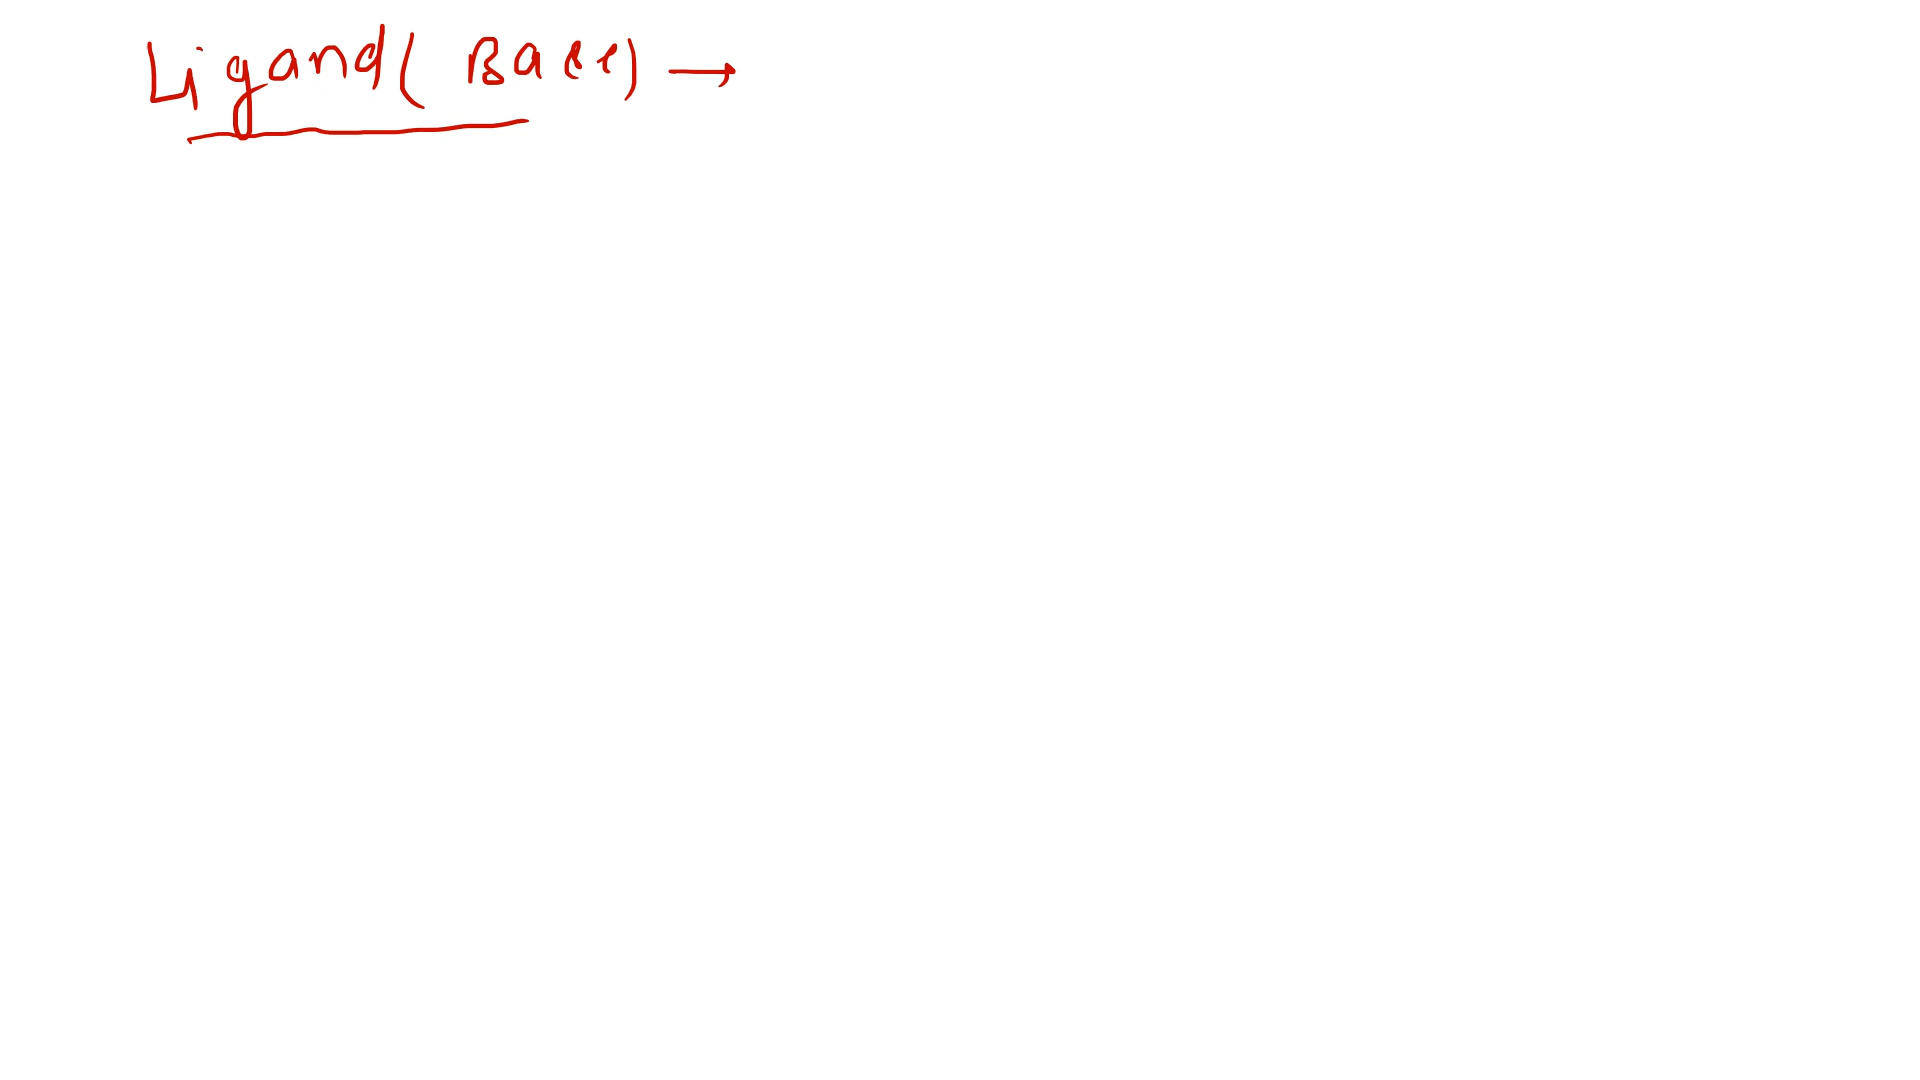 Ligand( Base) →